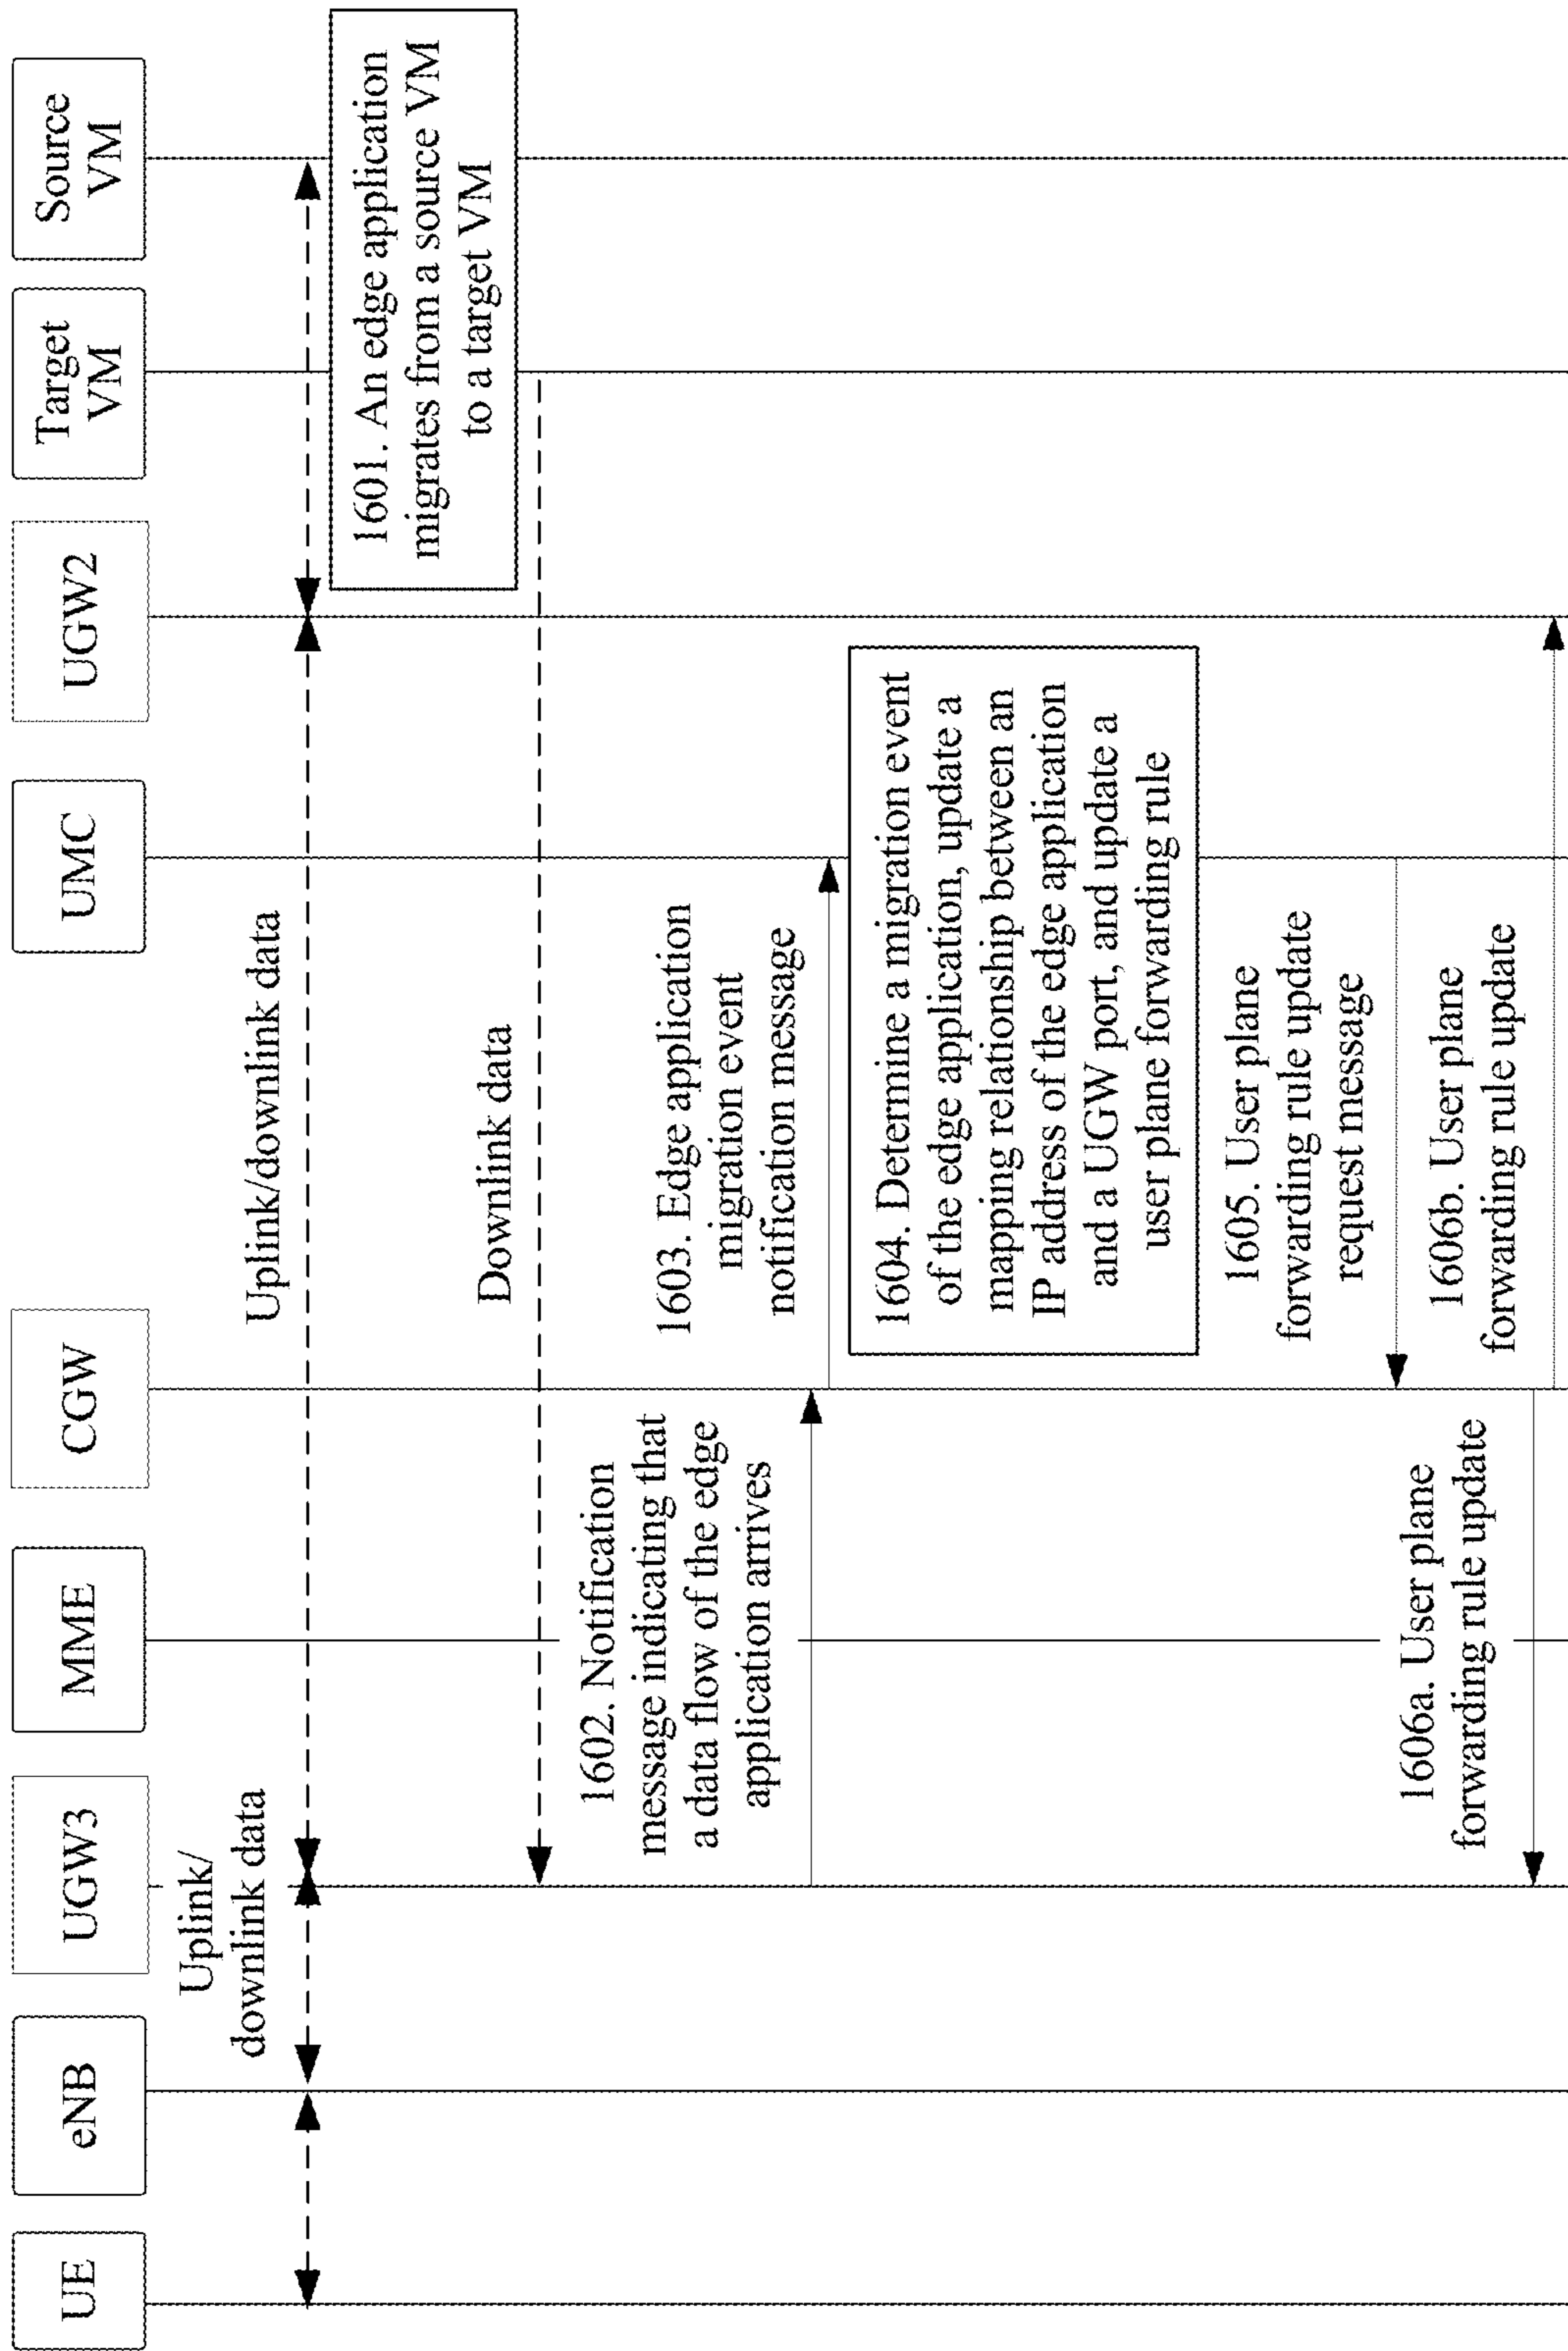 UE
eNB
UGW3
MME
CGW
UMC
UGW2
Target
VM
Source
VM
Uplink/
downlink data
Uplink/downlink data
1601. An edge application
migrates from a source VM
to a target VM
Downlink data
1602. Notification
message indicating that
a data flow of the edge
application arrives
1603. Edge application
migration event
notification message
1604. Determine a migration event
of the edge application, update a
mapping relationship between an
IP address of the edge application
and a UGW port, and update a
user plane forwarding rule
1605. User plane
forwarding rule update
request message
1606a. User plane
forwarding rule update
1606b. User plane
forwarding rule update